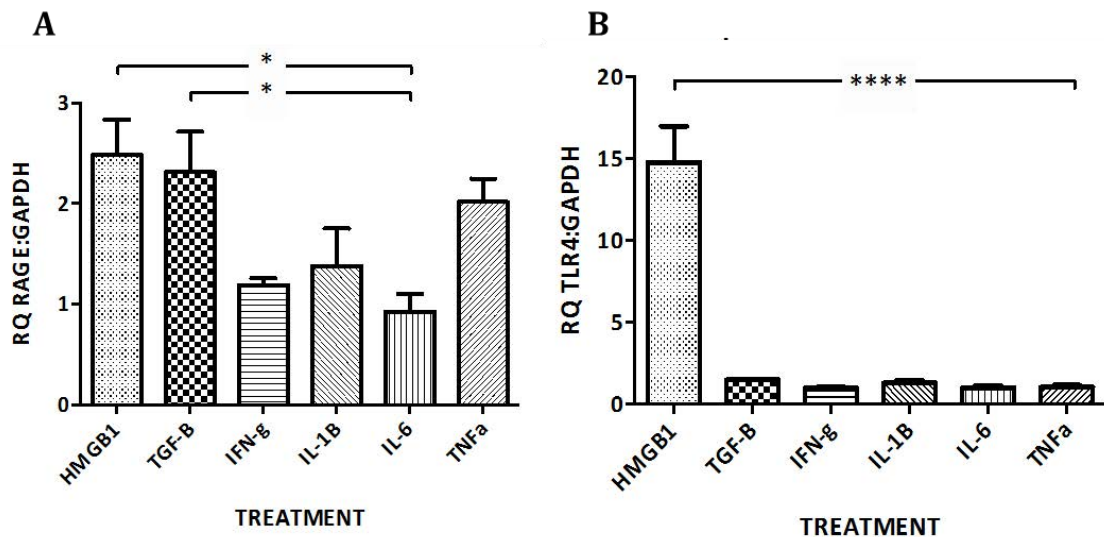 A
*
*
3
2
1
0
RQ RAGE:GAPDH
HMGB1
TGF-B
IFN-g
IL-1B
IL-6
TNFa
TREATMENT
B
****
20
15
10
5
0
RQ TLR4:GAPDH
HMGB1
TGF-B
IFN-g
IL-1B
IL-6
TNFa
TREATMENT